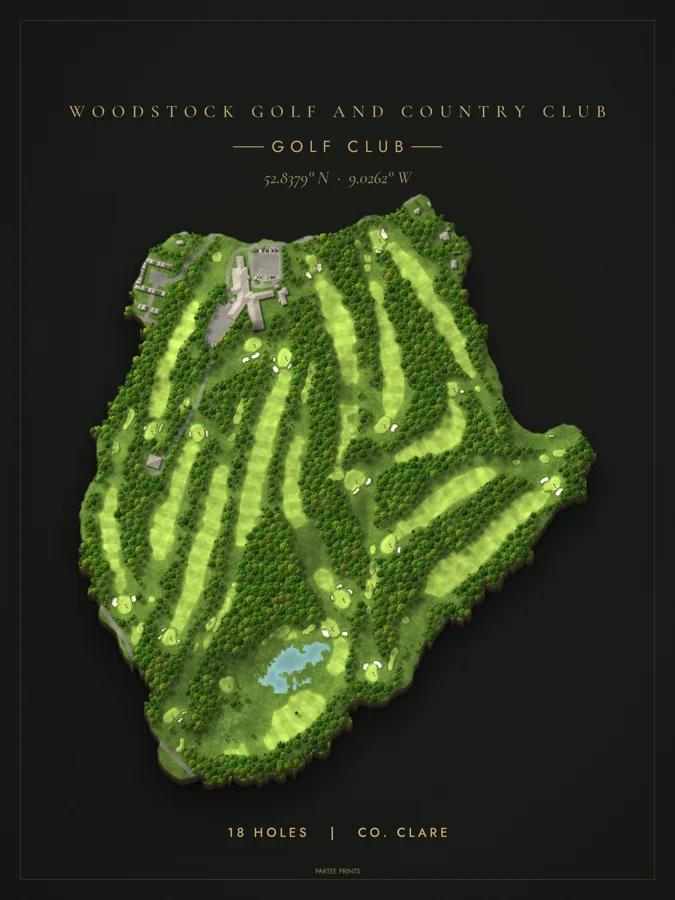 WOODSTOCK GOLF AND COUNTRY CLUB
GOLF CLUB
52.8379° N · 9.0262° W
18 HOLES | CO. CLARE
PARTEE PRINTS